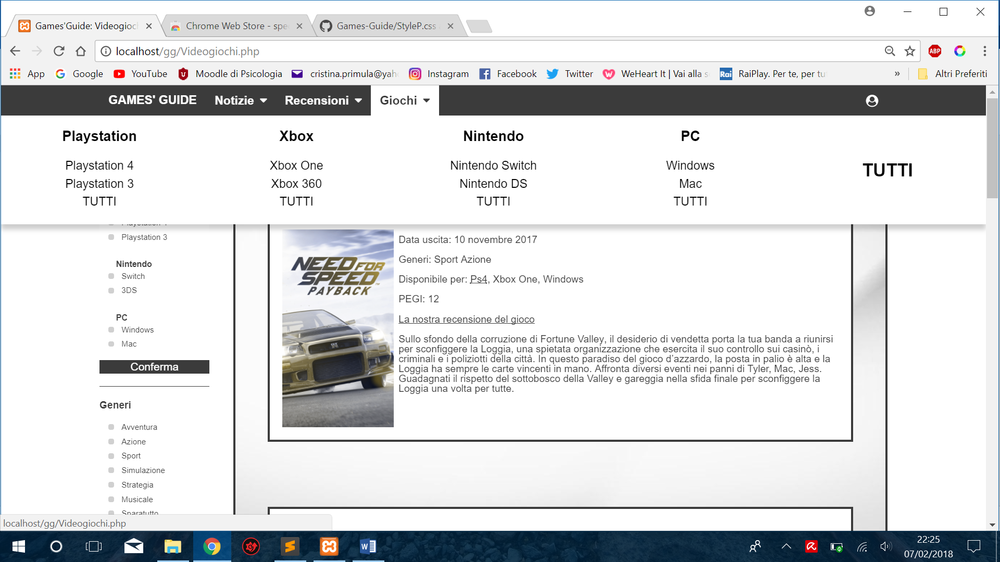 Games'Guide: Videogioc
Chrome Web Store - spe
Games-Guide/StyleP.css
localhost/gg/Videogiochi.php
ABP
App
Google
YouTube
Moodle di Psicologia
cristina.primula@yah
Instagram
Facebook
Twitter
WeHeart It | Vai alla s
Rai
RaiPlay. Per te, per tu
»
Altri Preferiti
GAMES' GUIDE
Notizie
Recensioni
Giochi
Playstation
Playstation 4
Playstation 3
TUTTI
Xbox
Xbox One
Xbox 360
TUTTI
Nintendo
Nintendo Switch
Nintendo DS
TUTTI
PC
Windows
Mac
TUTTI
TUTTI
Playstation 3
Nintendo
Switch
3DS
PC
Windows
Mac
Conferma
Generi
Avventura
Azione
Sport
Simulazione
Strategia
Musicale
Sparatutto
NEED FOR
SPEED
PAYBACK
Data uscita: 10 novembre 2017
Generi: Sport Azione
Disponibile per: Ps4, Xbox One, Windows
PEGI: 12
La nostra recensione del gioco
Sullo sfondo della corruzione di Fortune Valley, il desiderio di vendetta porta la tua banda a riunirsi
per sconfiggere la Loggia, una spietata organizzazione che esercita il suo controllo sui casinò, i
criminali e i poliziotti della città. In questo paradiso del gioco d’azzardo, la posta in palio è alta e la
Loggia ha sempre le carte vincenti in mano. Affronta diversi eventi nei panni di Tyler, Mac, Jess.
Guadagnati il rispetto del sottobosco della Valley e gareggia nella sfida finale per sconfiggere la
Loggia una volta per tutte.
localhost/gg/Videogiochi.php
22:25
07/02/2018